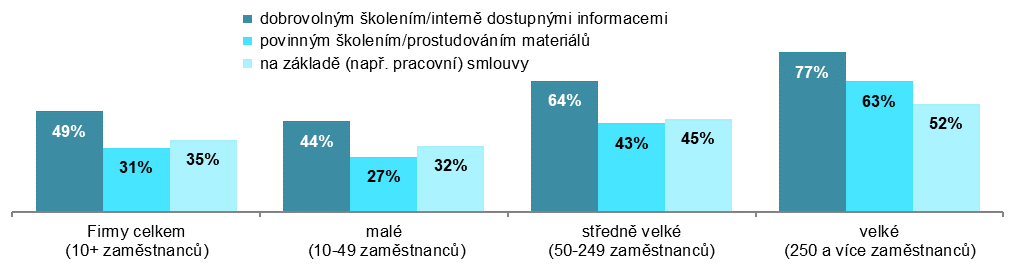 dobrovolným školením/interně dostupnými informacemi
povinným školením/prostudováním materiálů
na základě (např. pracovní) smlouvy
49%
31%
35%
44%
27%
32%
64%
43%
45%
77%
63%
52%
Firmy celkem
(10+ zaměstnanců)
malé
(10-49 zaměstnanců)
středně velké
(50-249 zaměstnanců)
velké
(250 a více zaměstnanců)